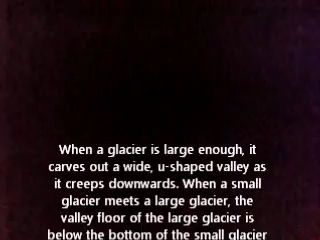 When a glacier is large enough, it
carves out a wide, u-shaped valley as
it creeps downwards. When a small
glacier meets a large glacier, the
valley floor of the large glacier is
below the bottom of the small glacier